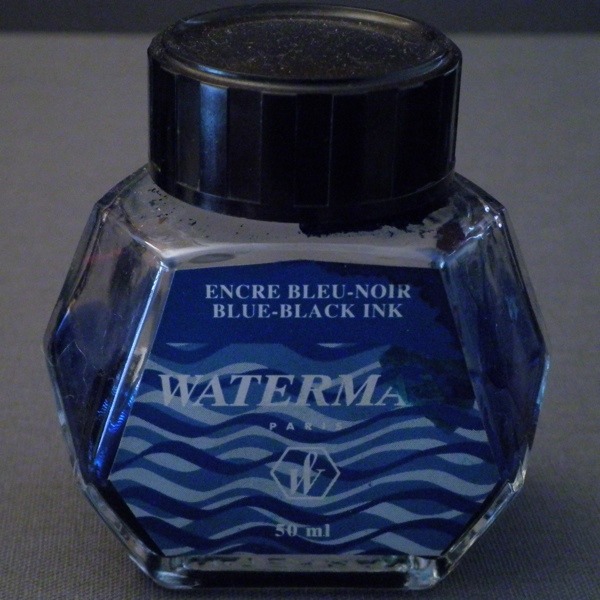 ENCRE BLEU-NOIR
BLUE-BLACK INK
WATERMA
PARIS
W
50 ml